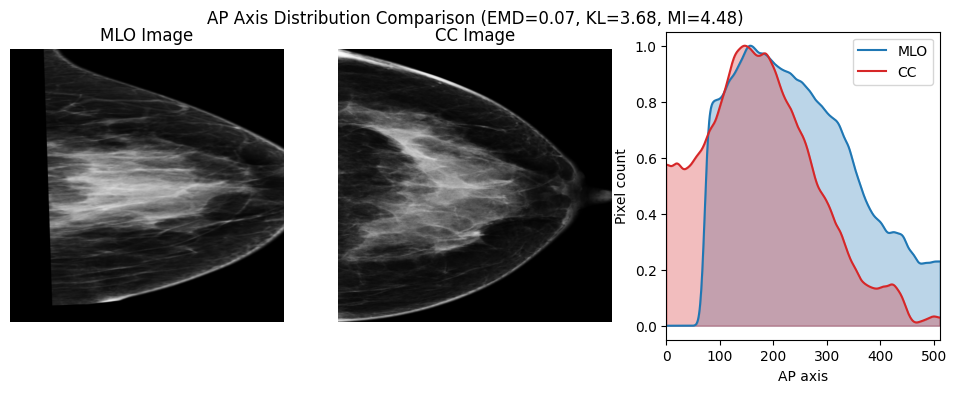 AP Axis Distribution Comparison (EMD=0.07, KL=3.68, MI=4.48)
MLO Image
CC Image
MLO
CC
Pixel count
1.0
0.8
0.6
0.4
0.2
0.0
0 100 200 300 400 500
AP axis